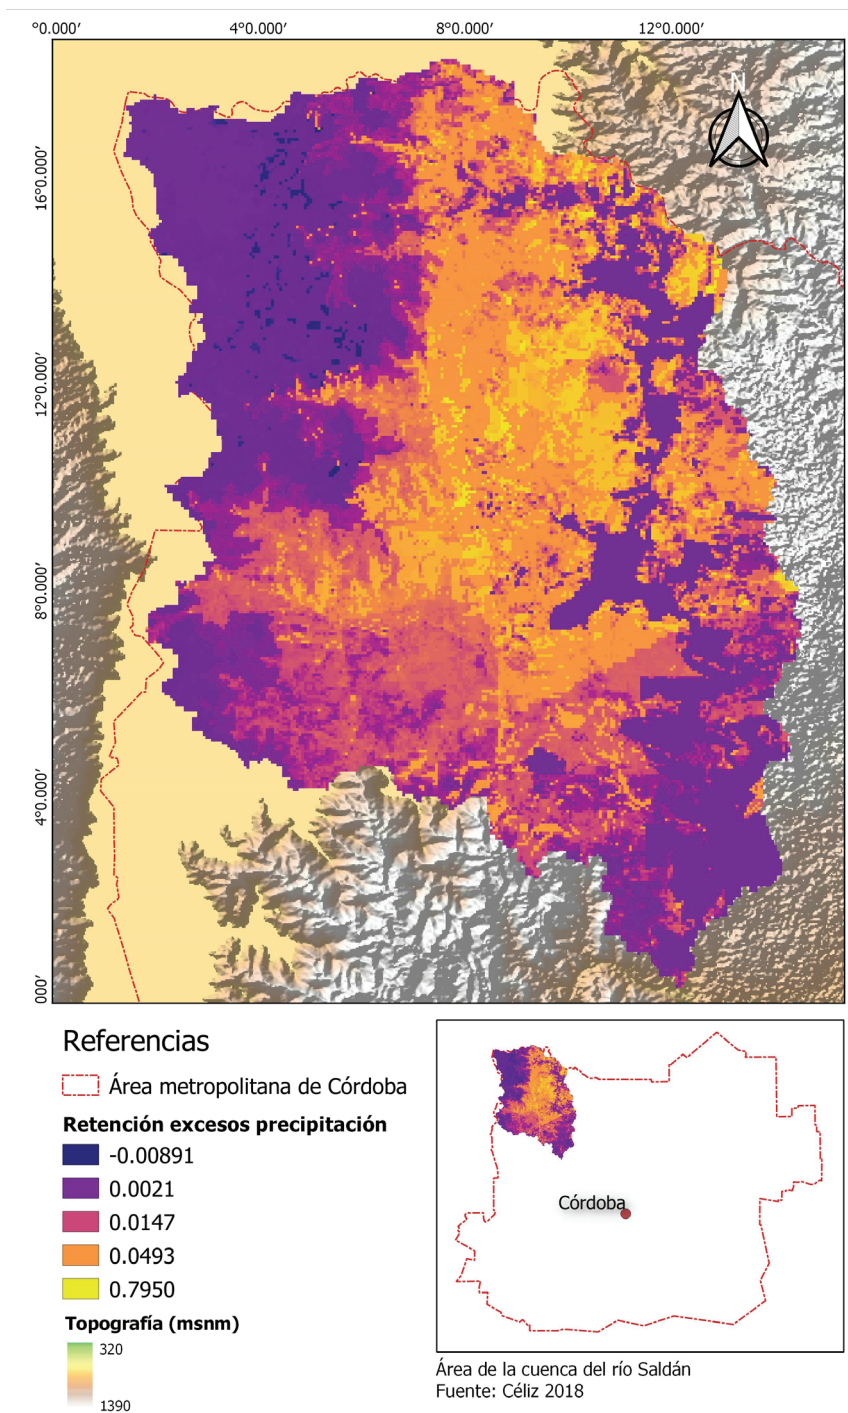 °0.000′ 4°0.000′ 8°0.000′ 12°0.000′
N
16°0.000′
12°0.000′
8°0.000′
4°0.000′
000′
Referencias
Área metropolitana de Córdoba
Retención excesos precipitación
-0.00891
0.0021
0.0147
0.0493
0.7950
Topografía (msnm)
320
1390
Córdoba
Área de la cuenca del río Saldán
Fuente: Céliz 2018